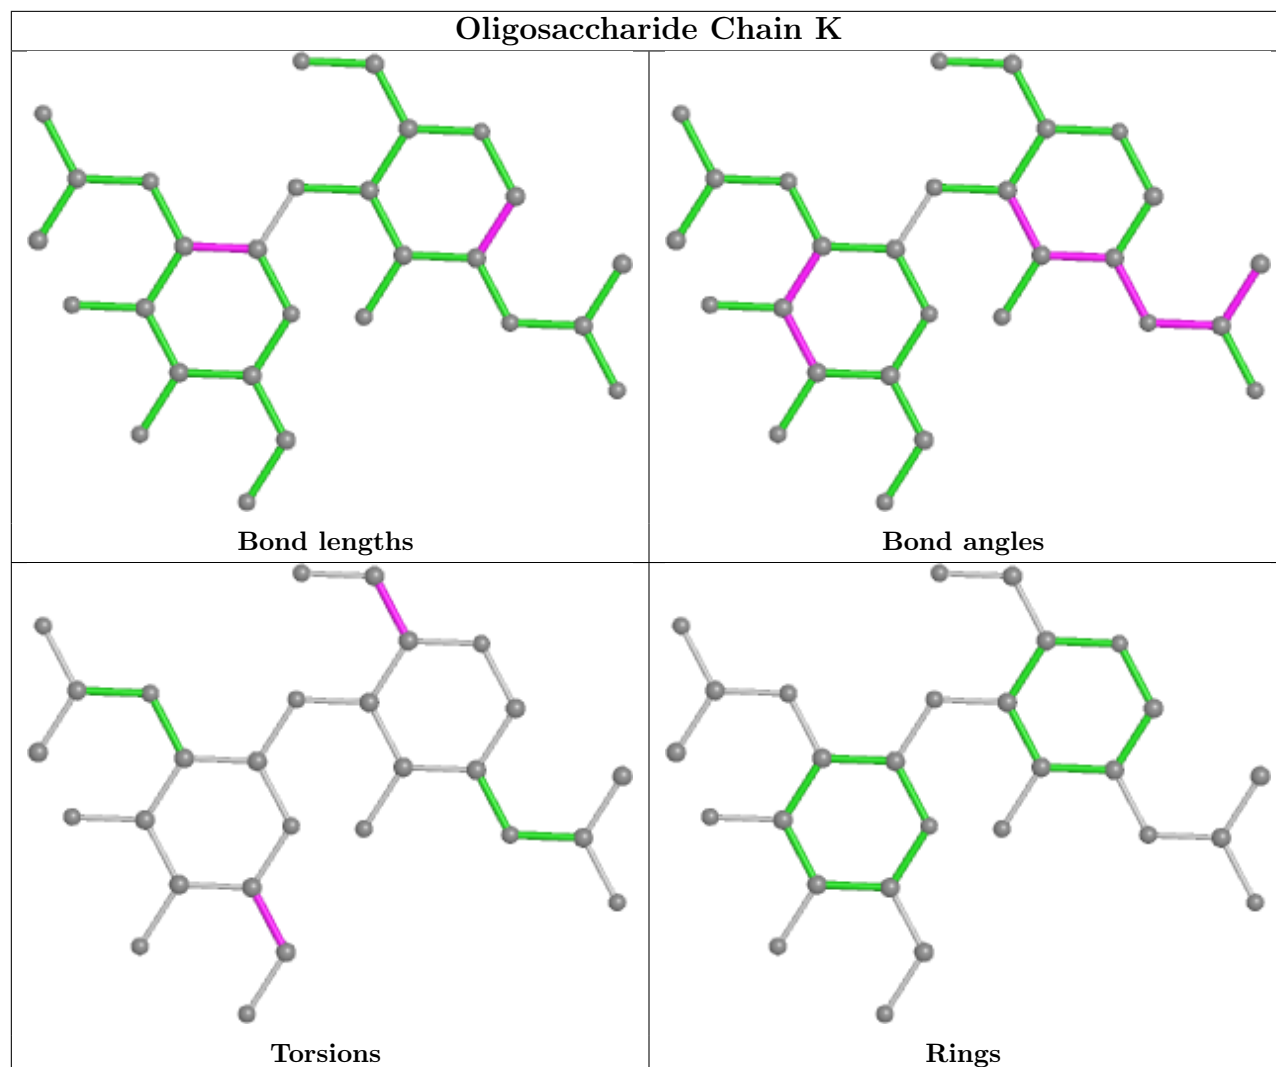 Oligosaccharide Chain K
Bond lengths
Bond angles
Torsions
Rings